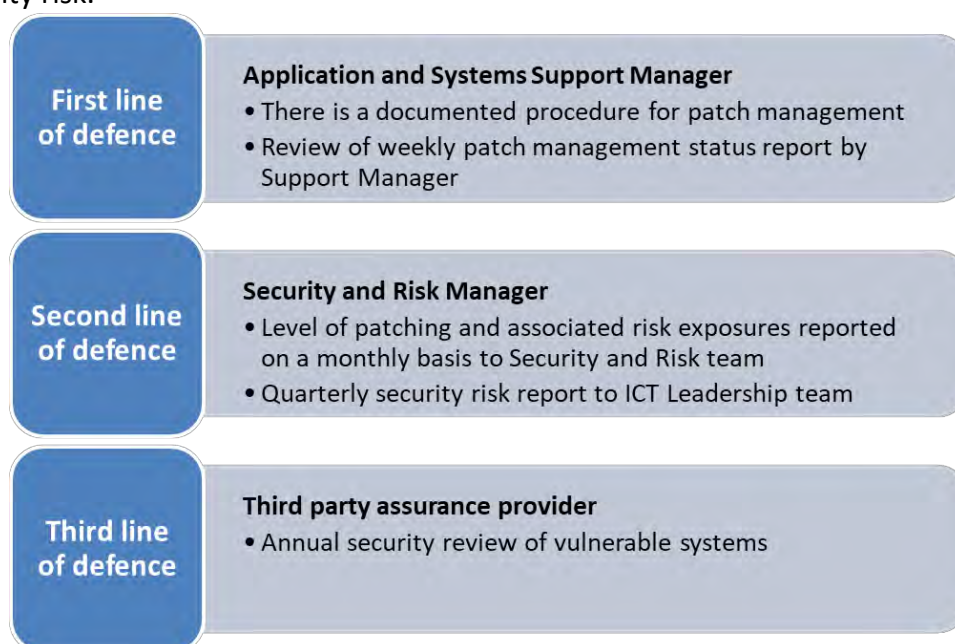 ity risk.
First line
of defence
Application and Systems Support Manager
• There is a documented procedure for patch management
• Review of weekly patch management status report by
Support Manager
Second line
of defence
Security and Risk Manager
• Level of patching and associated risk exposures reported
on a monthly basis to Security and Risk team
• Quarterly security risk report to ICT Leadership team
Third line
of defence
Third party assurance provider
• Annual security review of vulnerable systems